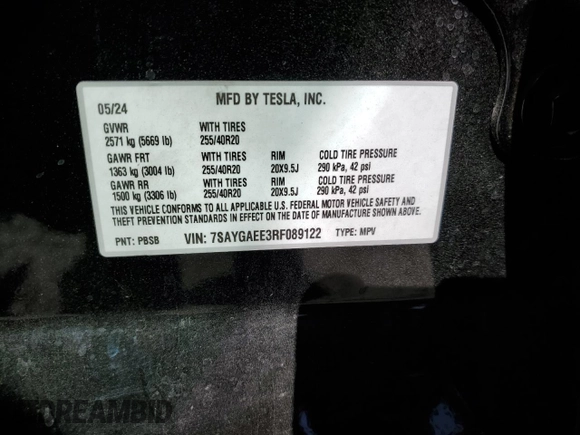 MFD BY TESLA, INC.
05/24
GVWR WITH TIRES
2571 kg (5669 lb) 255/40R20
GAWR FRT WITH TIRES RIM COLD TIRE PRESSURE
1363 kg (3004 lb) 255/40R20 20X9.5J 290 kPa, 42 psi
GAWR RR WITH TIRES RIM COLD TIRE PRESSURE
1500 kg (3306 lb) 255/40R20 20X9.5J 290 kPa, 42 psi
THIS VEHICLE CONFORMS TO ALL APPLICABLE U.S. FEDERAL MOTOR VEHICLE SAFETY AND
THEFT PREVENTION STANDARDS IN EFFECT ON THE DATE OF MANUFACTURE SHOWN ABOVE.
PNT: PBSB VIN: 7SAYGAEE3RF089122 TYPE: MPV
AUTOREAMBID